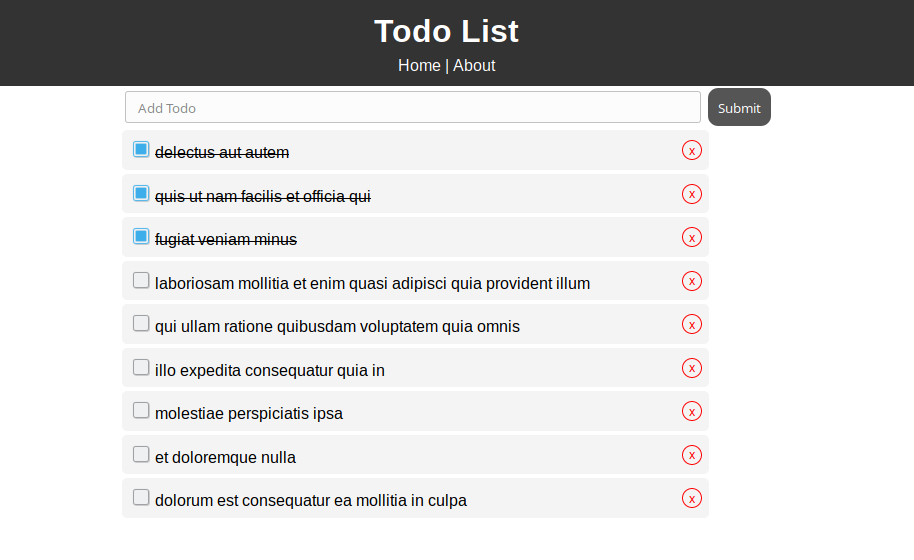 Todo List
Home | About
Add Todo Submit
delectus aut autem x
quis ut nam facilis et officia qui x
fugiat veniam minus x
laboriosam mollitia et enim quasi adipisci quia provident illum x
qui ullam ratione quibusdam voluptatem quia omnis x
illo expedita consequatur quia in x
molestiae perspiciatis ipsa x
et doloremque nulla x
dolorum est consequatur ea mollitia in culpa x